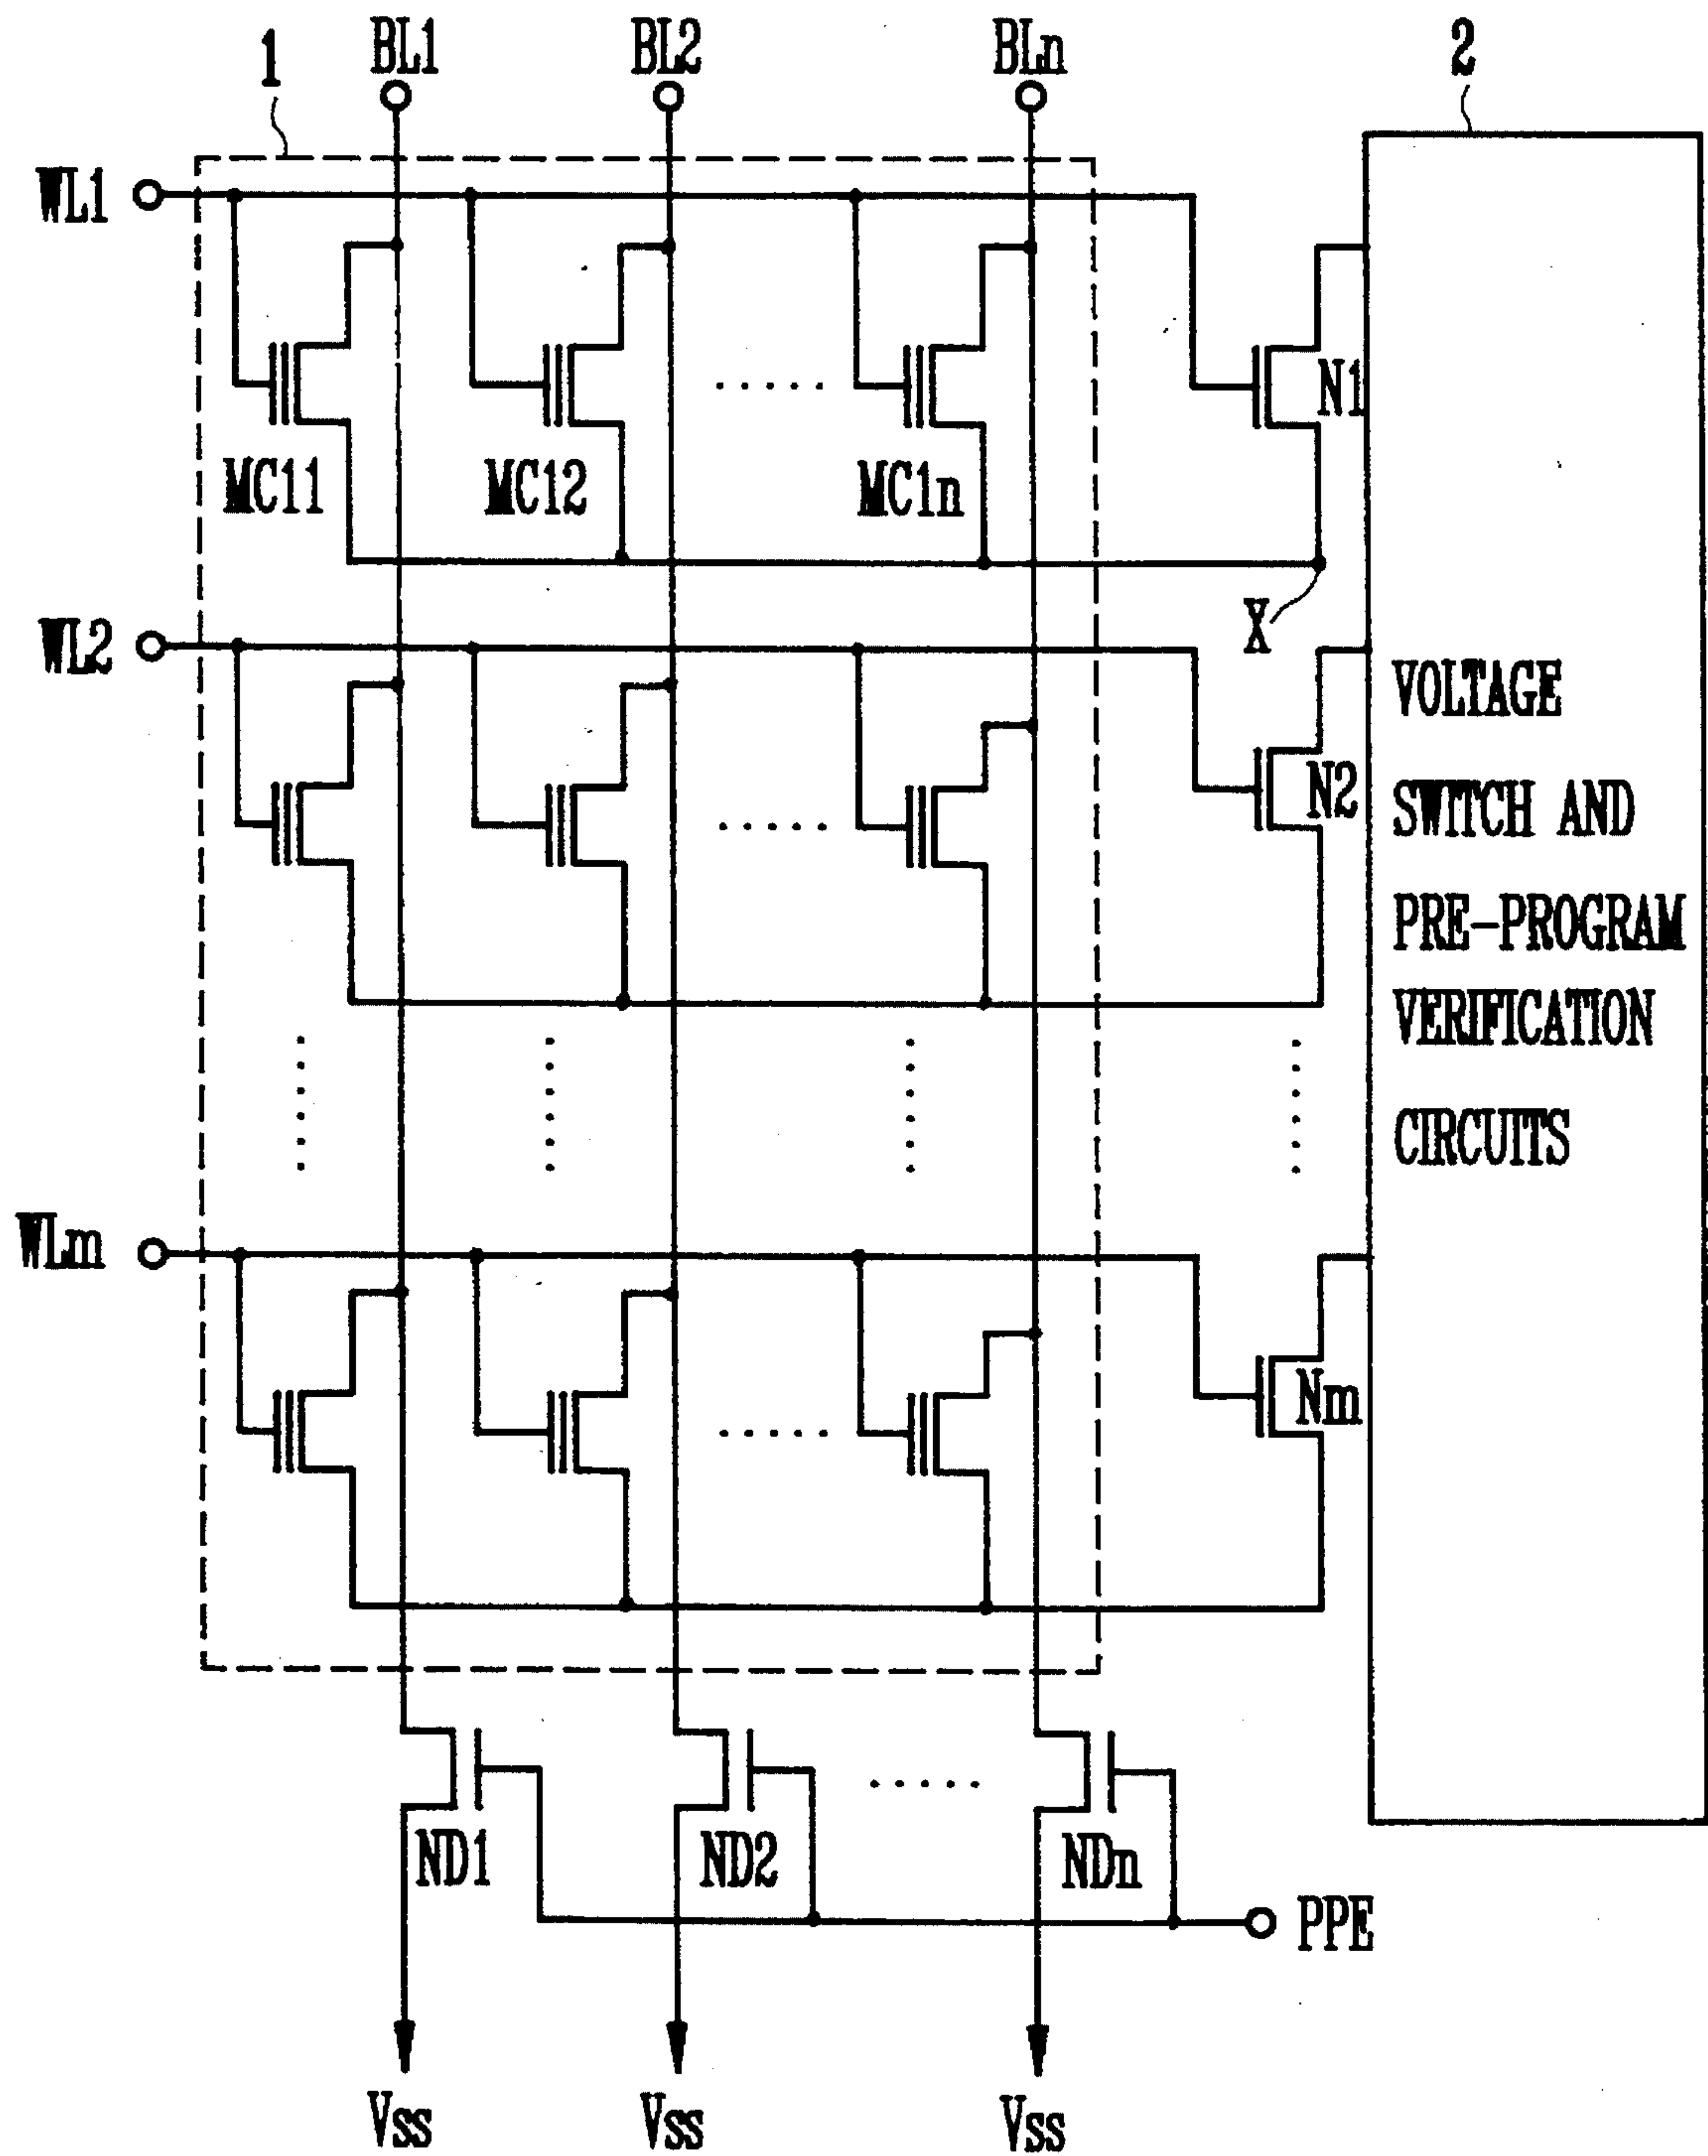 1
BL1
BL2
BLn
2
WL1
N1
MC11
MC12
MC1n
X
WL2
VOLTAGE
SWITCH AND
PRE-PROGRAM
VERIFICATION
CIRCUITS
N2
WLm
Nm
ND1
ND2
NDn
PPE
Vss
Vss
Vss